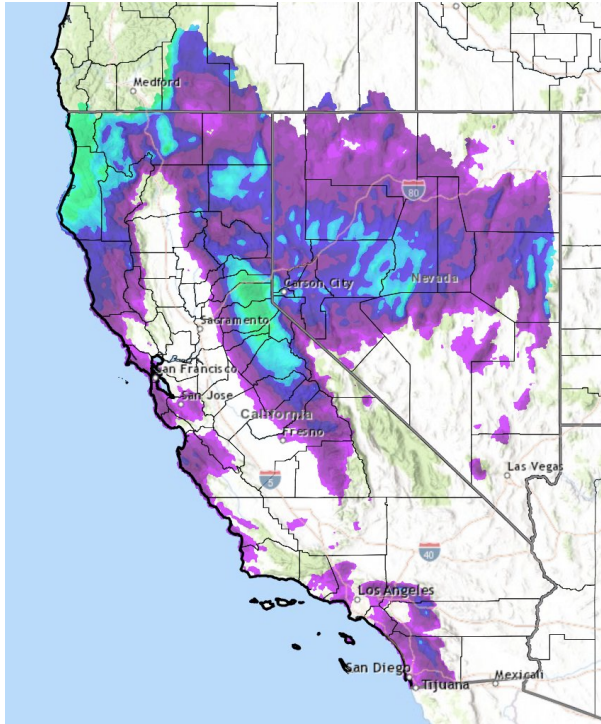 Medford
80
Carson City
Nevada
Sacramento
San Francisco
San Jose
California
Fresno
5
Las Vegas
40
Los Angeles
San Diego
Tijuana
Mexicali